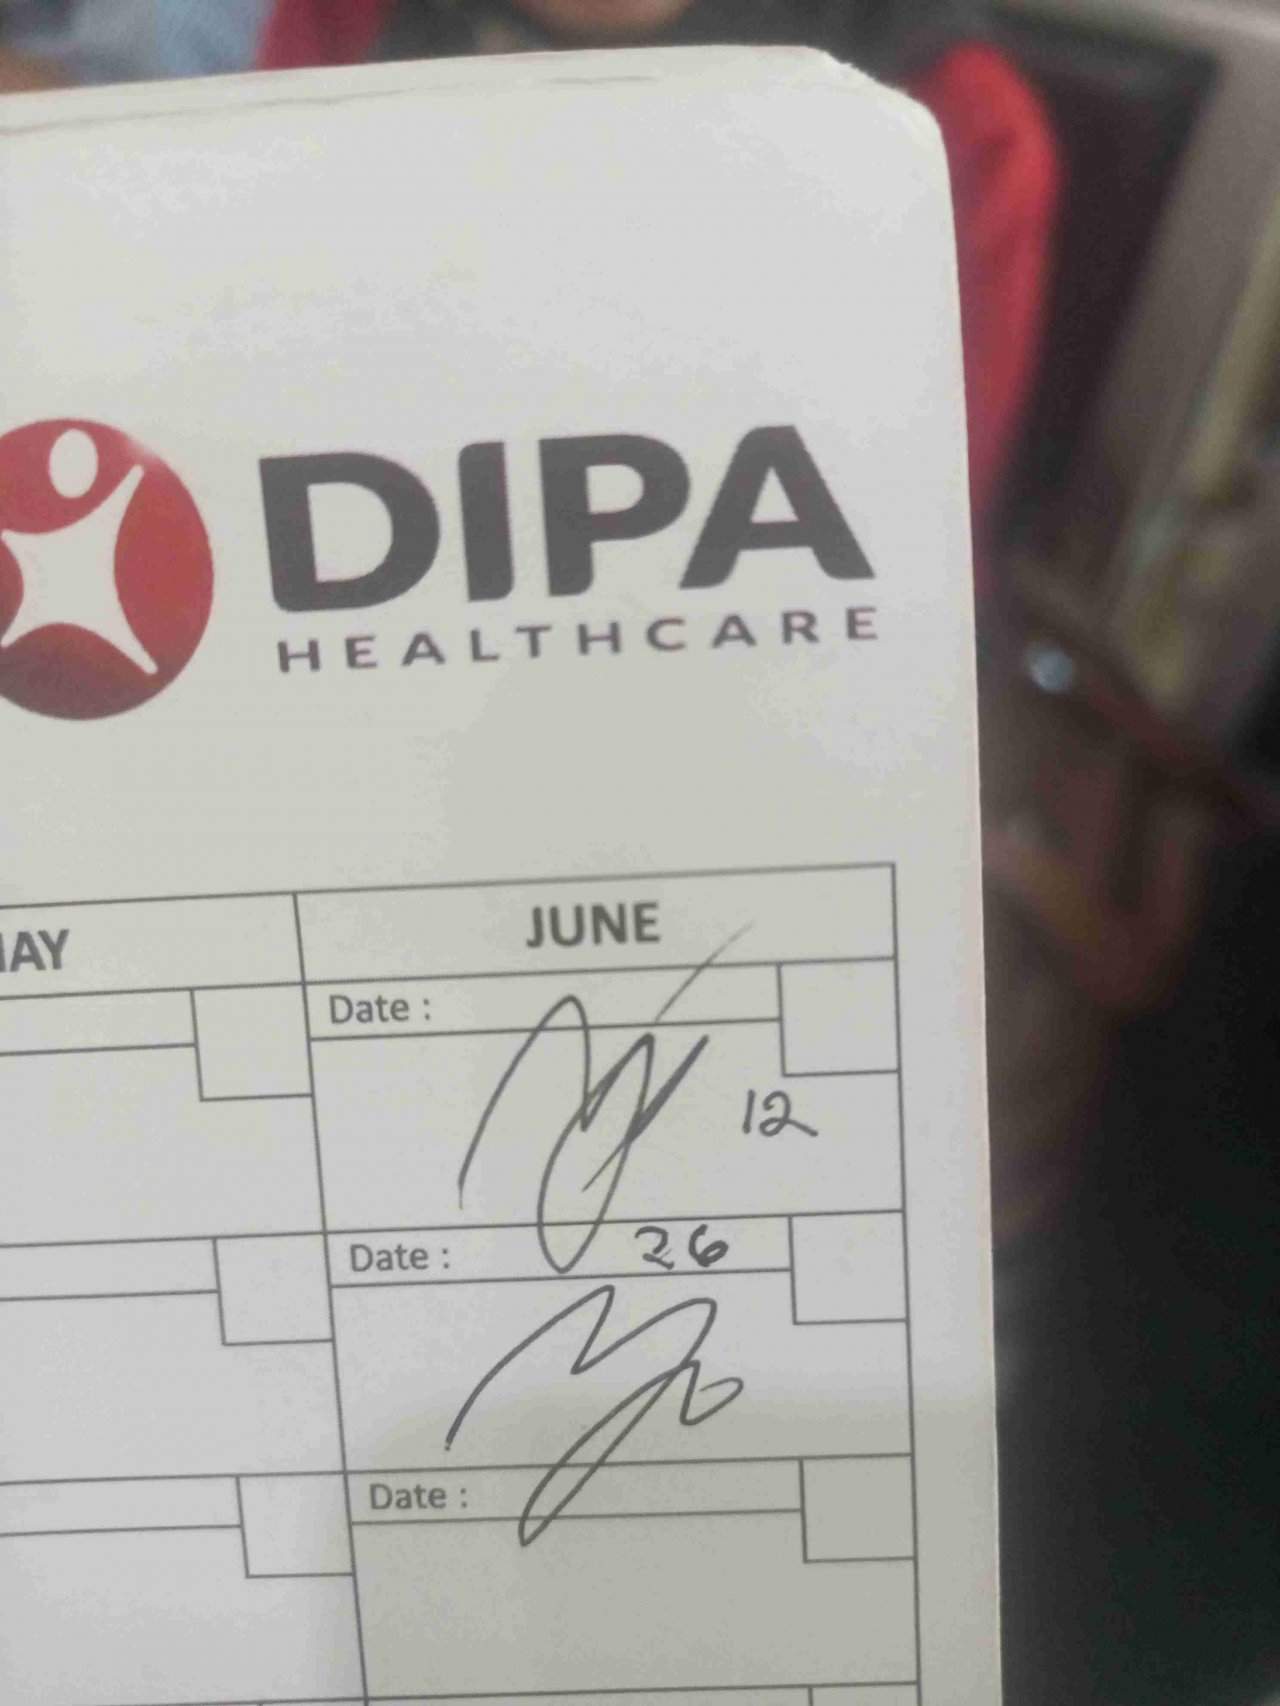 DIPA
HEALTHCARE
JUNE
Date :
12
Date : 26
Date :